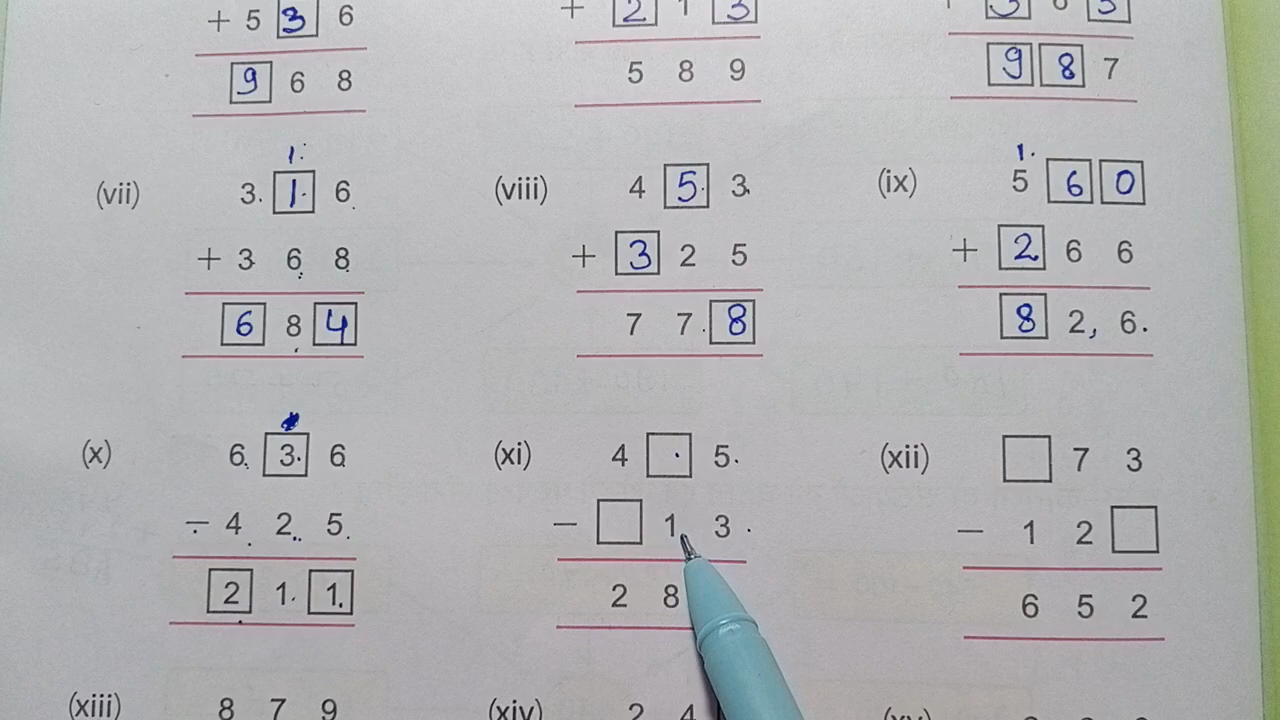 + 5 3 6
9 6 8
+ 2 1 3
5 8 9
9 8 7
(vii) 3. 1. 6.
+ 3 6 8
6 8 4
(viii) 4 5 3
+ 3 2 5
7 7 8
(ix) 5 6 0
+ 2 6 6
8 2, 6.
(x) 6. 3. 6
÷ 4 2 5
2 1. 1.
(xi) 4 5.
− 1 3
2 8
(xii) 7 3
− 1 2
6 5 2
(xiii) 8 7 9
(xiv) 2 4